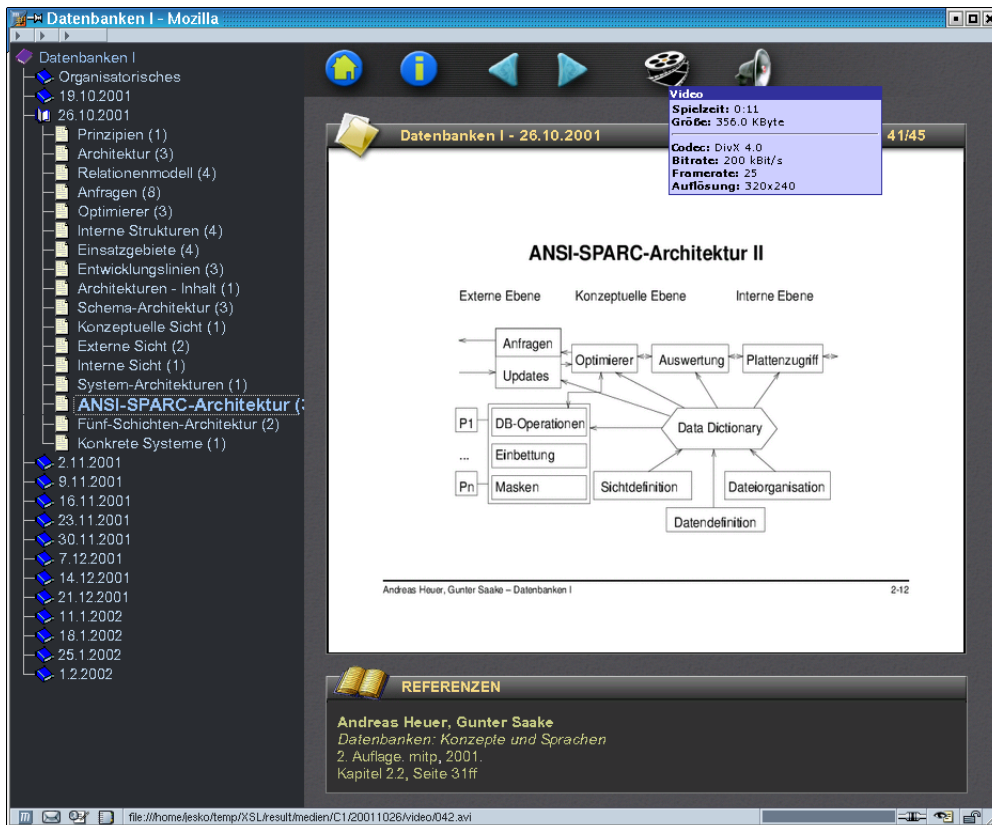 Datenbanken I - Mozilla
Datenbanken I
Organisatorisches
19.10.2001
26.10.2001
Prinzipien (1)
Architektur (3)
Relationenmodell (4)
Anfragen (8)
Optimierer (3)
Interne Strukturen (4)
Einsatzgebiete (4)
Entwicklungslinien (3)
Architekturen - Inhalt (1)
Schema-Architektur (3)
Konzeptuelle Sicht (1)
Externe Sicht (2)
Interne Sicht (1)
System-Architekturen (1)
ANSI-SPARC-Architektur (
Fünf-Schichten-Architektur (2)
Konkrete Systeme (1)
2.11.2001
9.11.2001
16.11.2001
23.11.2001
30.11.2001
7.12.2001
14.12.2001
21.12.2001
11.1.2002
18.1.2002
25.1.2002
1.2.2002
Video
Spielzeit: 0:11
Größe: 356.0 KByte
Codec: DivX 4.0
Bitrate: 200 kBit/s
Framerate: 25
Auflösung: 320x240
Datenbanken I - 26.10.2001 41/45
ANSI-SPARC-Architektur II
Externe Ebene Konzeptuelle Ebene Interne Ebene
Anfragen
Updates
Optimierer Auswertung Plattenzugriff
P1 DB-Operationen Data Dictionary
... Einbettung
Pn Masken Sichtdefinition Dateiorganisation
Datendefinition
Andreas Heuer, Gunter Saake – Datenbanken I 2-12
REFERENZEN
Andreas Heuer, Gunter Saake
Datenbanken: Konzepte und Sprachen
2. Auflage. mitp, 2001.
Kapitel 2.2, Seite 31ff
file:///home/jesko/temp/XSL/result/medien/C1/20011026/video/042.avi